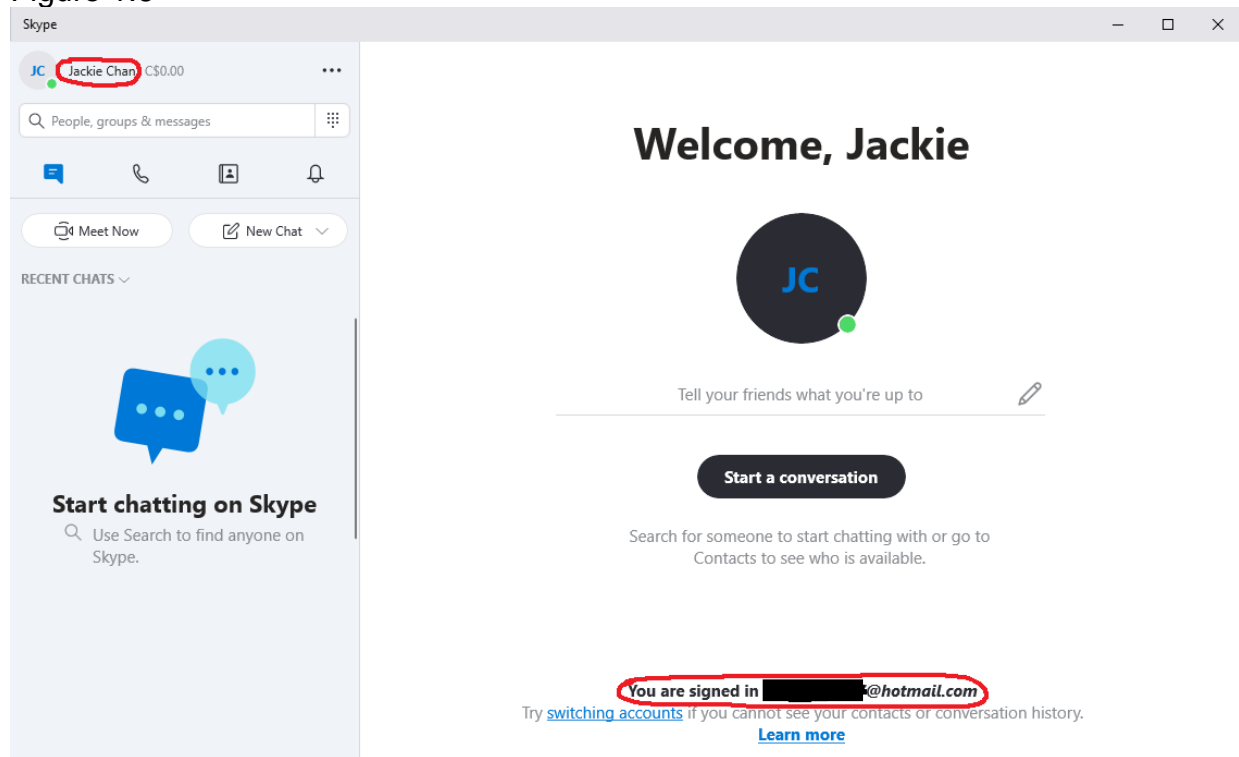 Skype
JC Jackie Chan C$0.00
People, groups & messages
Meet Now
New Chat
RECENT CHATS
Start chatting on Skype
Use Search to find anyone on
Skype.
Welcome, Jackie
JC
Tell your friends what you're up to
Start a conversation
Search for someone to start chatting with or go to
Contacts to see who is available.
You are signed in @hotmail.com
Try switching accounts if you cannot see your contacts or conversation history.
Learn more